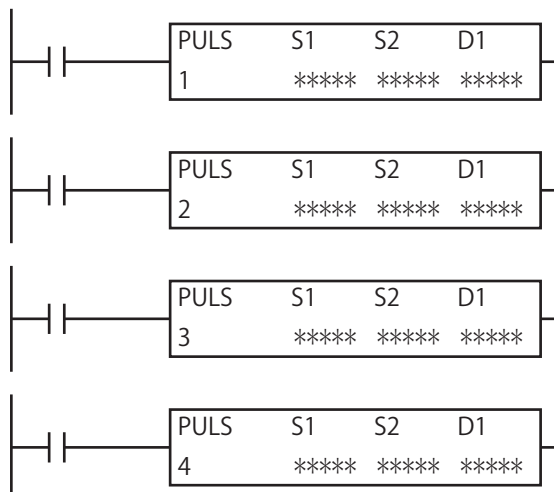 PULS S1 S2 D1
1 ***** ***** *****
PULS S1 S2 D1
2 ***** ***** *****
PULS S1 S2 D1
3 ***** ***** *****
PULS S1 S2 D1
4 ***** ***** *****